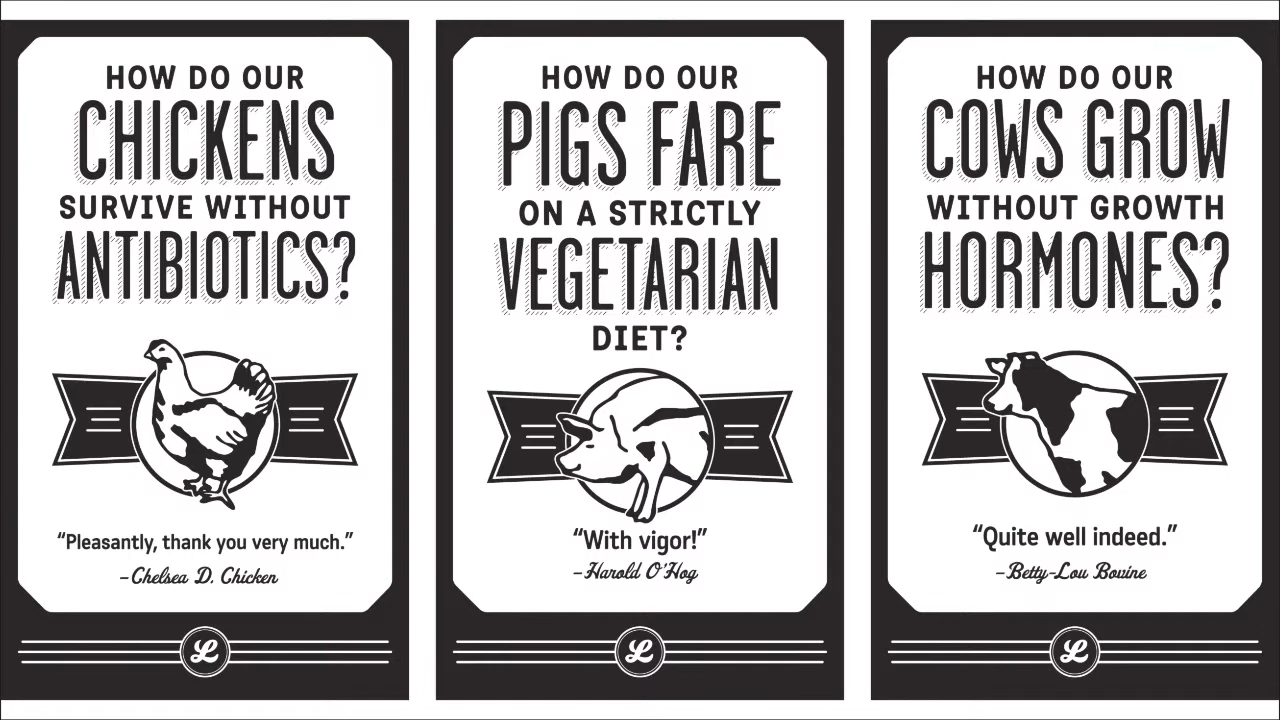 HOW DO OUR
CHICKENS
SURVIVE WITHOUT
ANTIBIOTICS?
“Pleasantly, thank you very much.”
–Chelsea D. Chicken
L
HOW DO OUR
PIGS FARE
ON A STRICTLY
VEGETARIAN
DIET?
“With vigor!”
–Harold O'Hog
L
HOW DO OUR
COWS GROW
WITHOUT GROWTH
HORMONES?
“Quite well indeed.”
–Betty-Lou Bovine
L